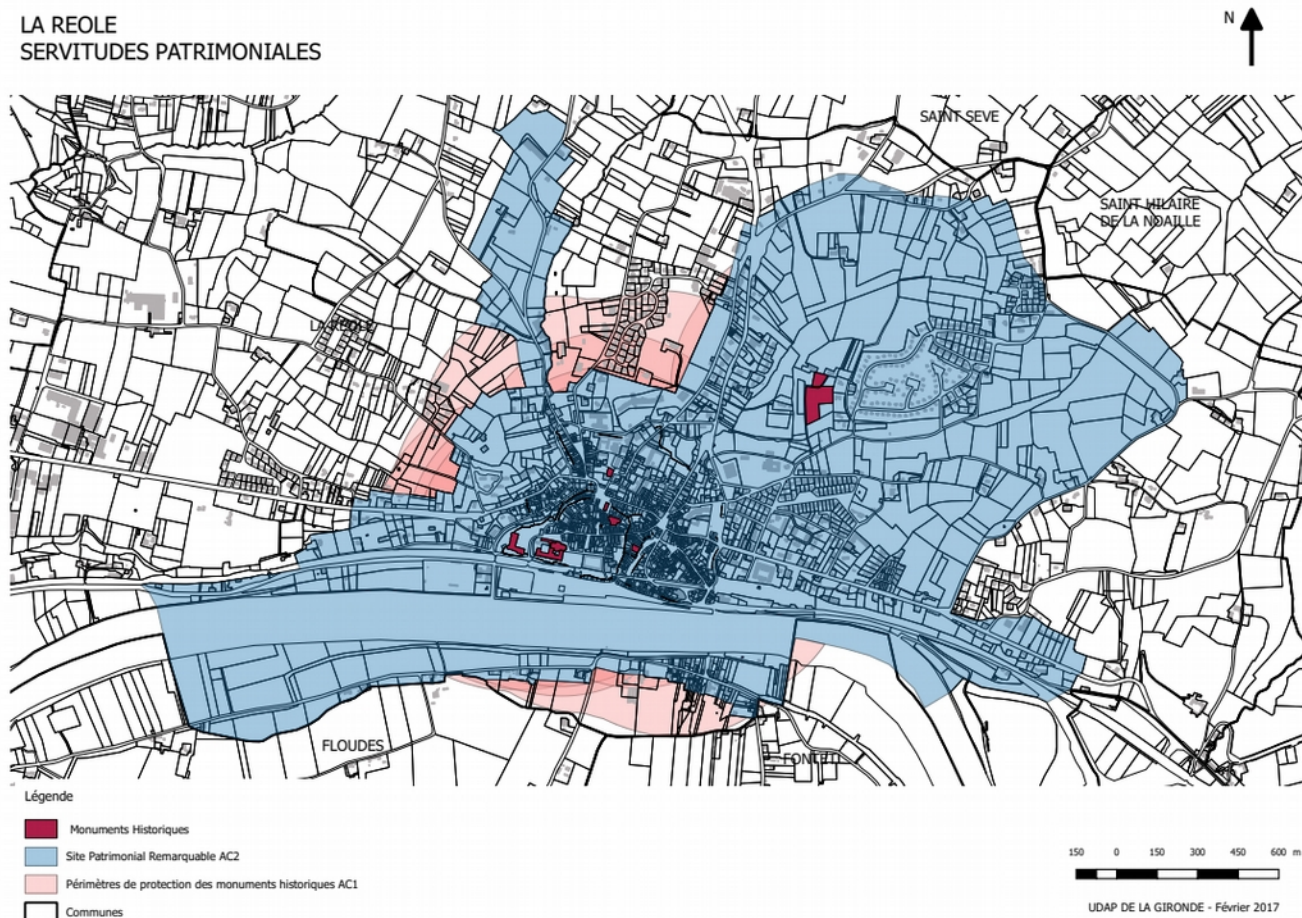 LA REOLE
SERVITUDES PATRIMONIALES
N
SAINT SEVE
SAINT HILAIRE
DE LA NOAILLE
LA REOLE
FLOUDES
Légende
Monuments Historiques
Site Patrimonial Remarquable AC2
Périmètres de protection des monuments historiques AC1
Communes
150 0 150 300 450 600 m
UDAP DE LA GIRONDE - Février 2017